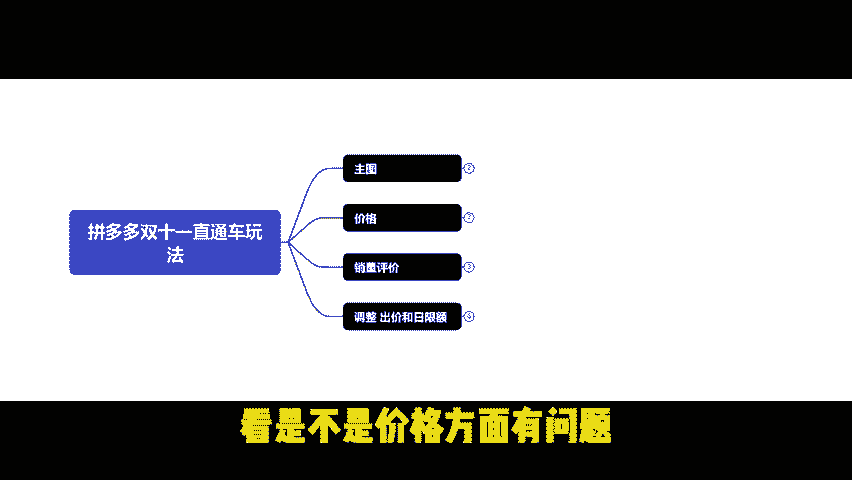 主图
2
价格
2
拼多多双十一直通车玩
法
销量评价
3
调整 出价和日限额
4
看是不是价格方面有问题